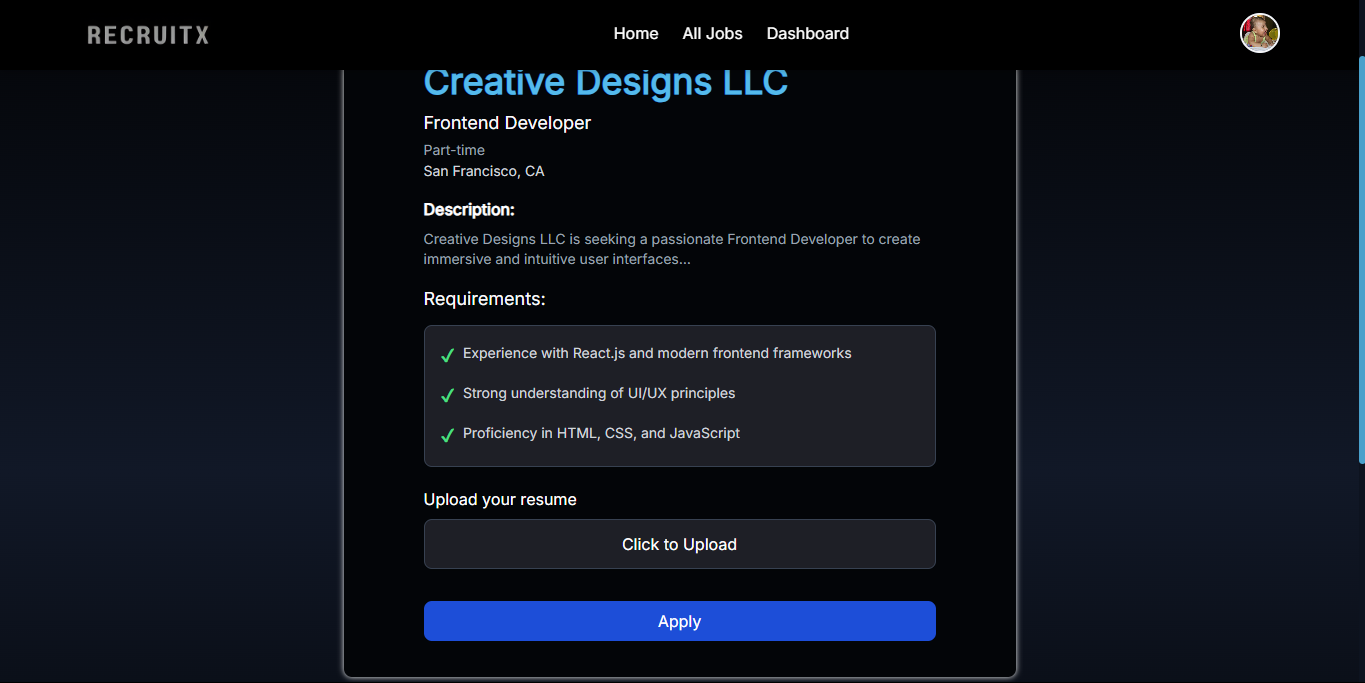 RECRUITX
Home
All Jobs
Dashboard
Creative Designs LLC
Frontend Developer
Part-time
San Francisco, CA
Description:
Creative Designs LLC is seeking a passionate Frontend Developer to create
immersive and intuitive user interfaces...
Requirements:
Experience with React.js and modern frontend frameworks
Strong understanding of UI/UX principles
Proficiency in HTML, CSS, and JavaScript
Upload your resume
Click to Upload
Apply